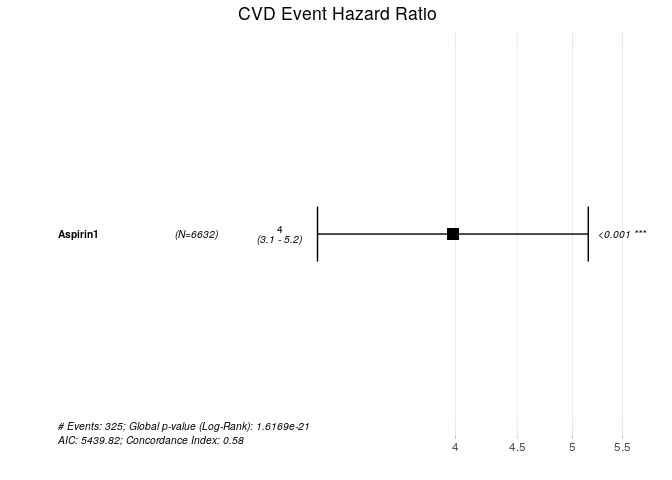 CVD Event Hazard Ratio
Aspirin1 (N=6632) 4 <0.001 ***
(3.1 - 5.2)
# Events: 325; Global p-value (Log-Rank): 1.6169e-21
AIC: 5439.82; Concordance Index: 0.58
4 4.5 5 5.5